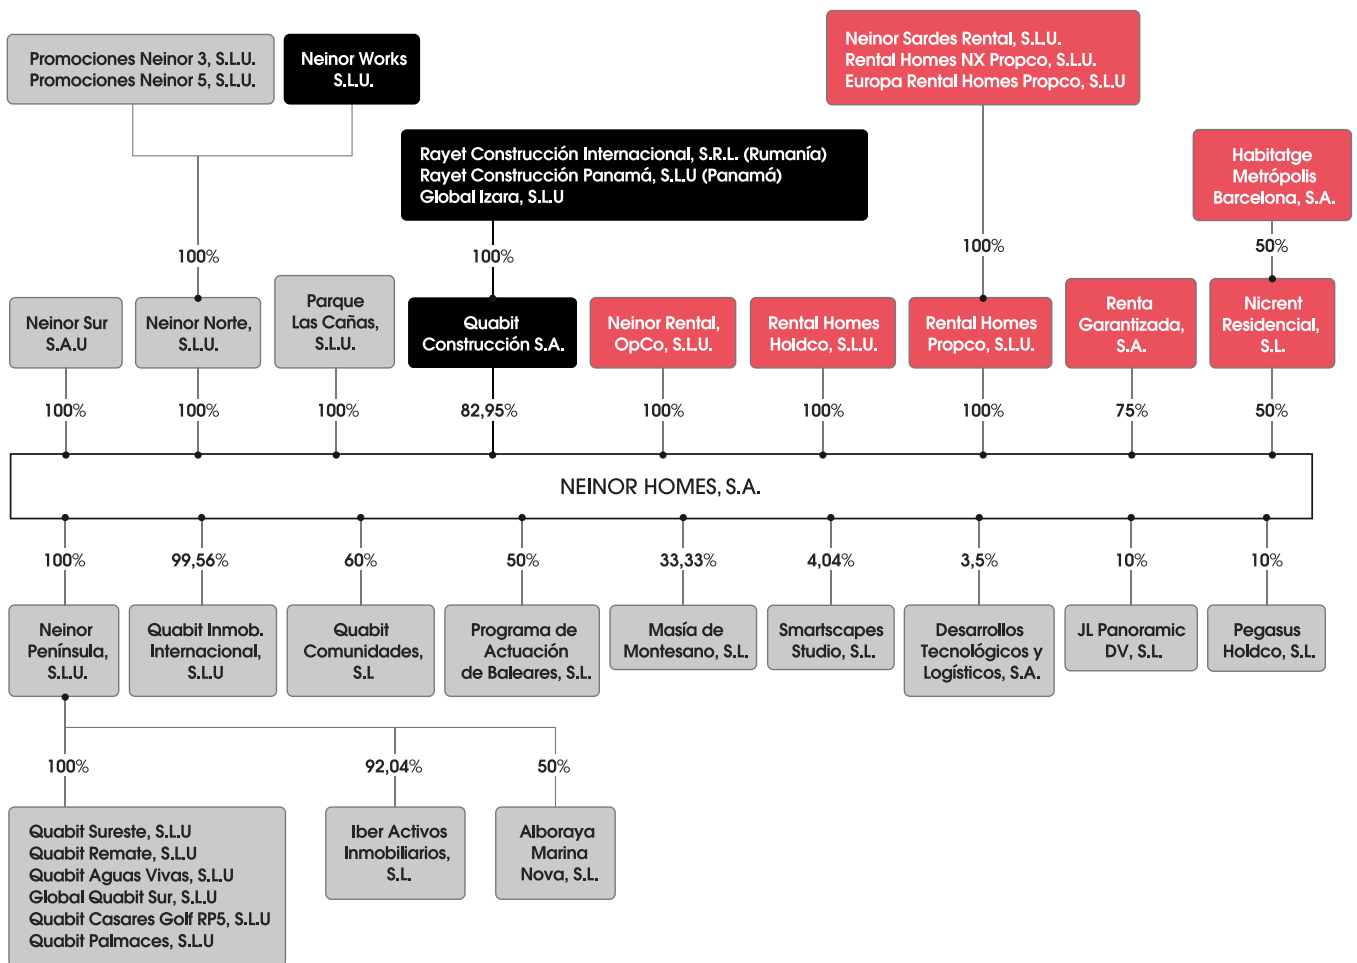 Promociones Neinor 3, S.L.U.
Promociones Neinor 5, S.L.U.
Neinor Works
S.L.U.
Neinor Sardes Rental, S.L.U.
Rental Homes NX Propco, S.L.U.
Europa Rental Homes Propco, S.L.U
Rayet Construcción Internacional, S.R.L. (Rumanía)
Rayet Construcción Panamá, S.L.U (Panamá)
Global Izara, S.L.U
Habitatge
Metrópolis
Barcelona, S.A.
100%
100%
100%
50%
Neinor Sur
S.A.U
Neinor Norte,
S.L.U.
Parque
Las Cañas,
S.L.U.
Quabit
Construcción S.A.
Neinor Rental,
OpCo, S.L.U.
Rental Homes
Holdco, S.L.U.
Rental Homes
Propco, S.L.U.
Renta
Garantizada,
S.A.
Nicrent
Residencial,
S.L.
100%
100%
100%
82,95%
100%
100%
100%
75%
50%
NEINOR HOMES, S.A.
100%
99,56%
60%
50%
33,33%
4,04%
3,5%
10%
10%
Neinor
Península,
S.L.U.
Quabit Inmob.
Internacional,
S.L.U
Quabit
Comunidades,
S.L
Programa de
Actuación
de Baleares, S.L.
Masía de
Montesano, S.L.
Smartscapes
Studio, S.L.
Desarrollos
Tecnológicos y
Logísticos, S.A.
JL Panoramic
DV, S.L.
Pegasus
Holdco, S.L.
100%
92,04%
50%
Quabit Sureste, S.L.U
Quabit Remate, S.L.U
Quabit Aguas Vivas, S.L.U
Global Quabit Sur, S.L.U
Quabit Casares Golf RP5, S.L.U
Quabit Palmaces, S.L.U
Iber Activos
Inmobiliarios,
S.L.
Alboraya
Marina
Nova, S.L.